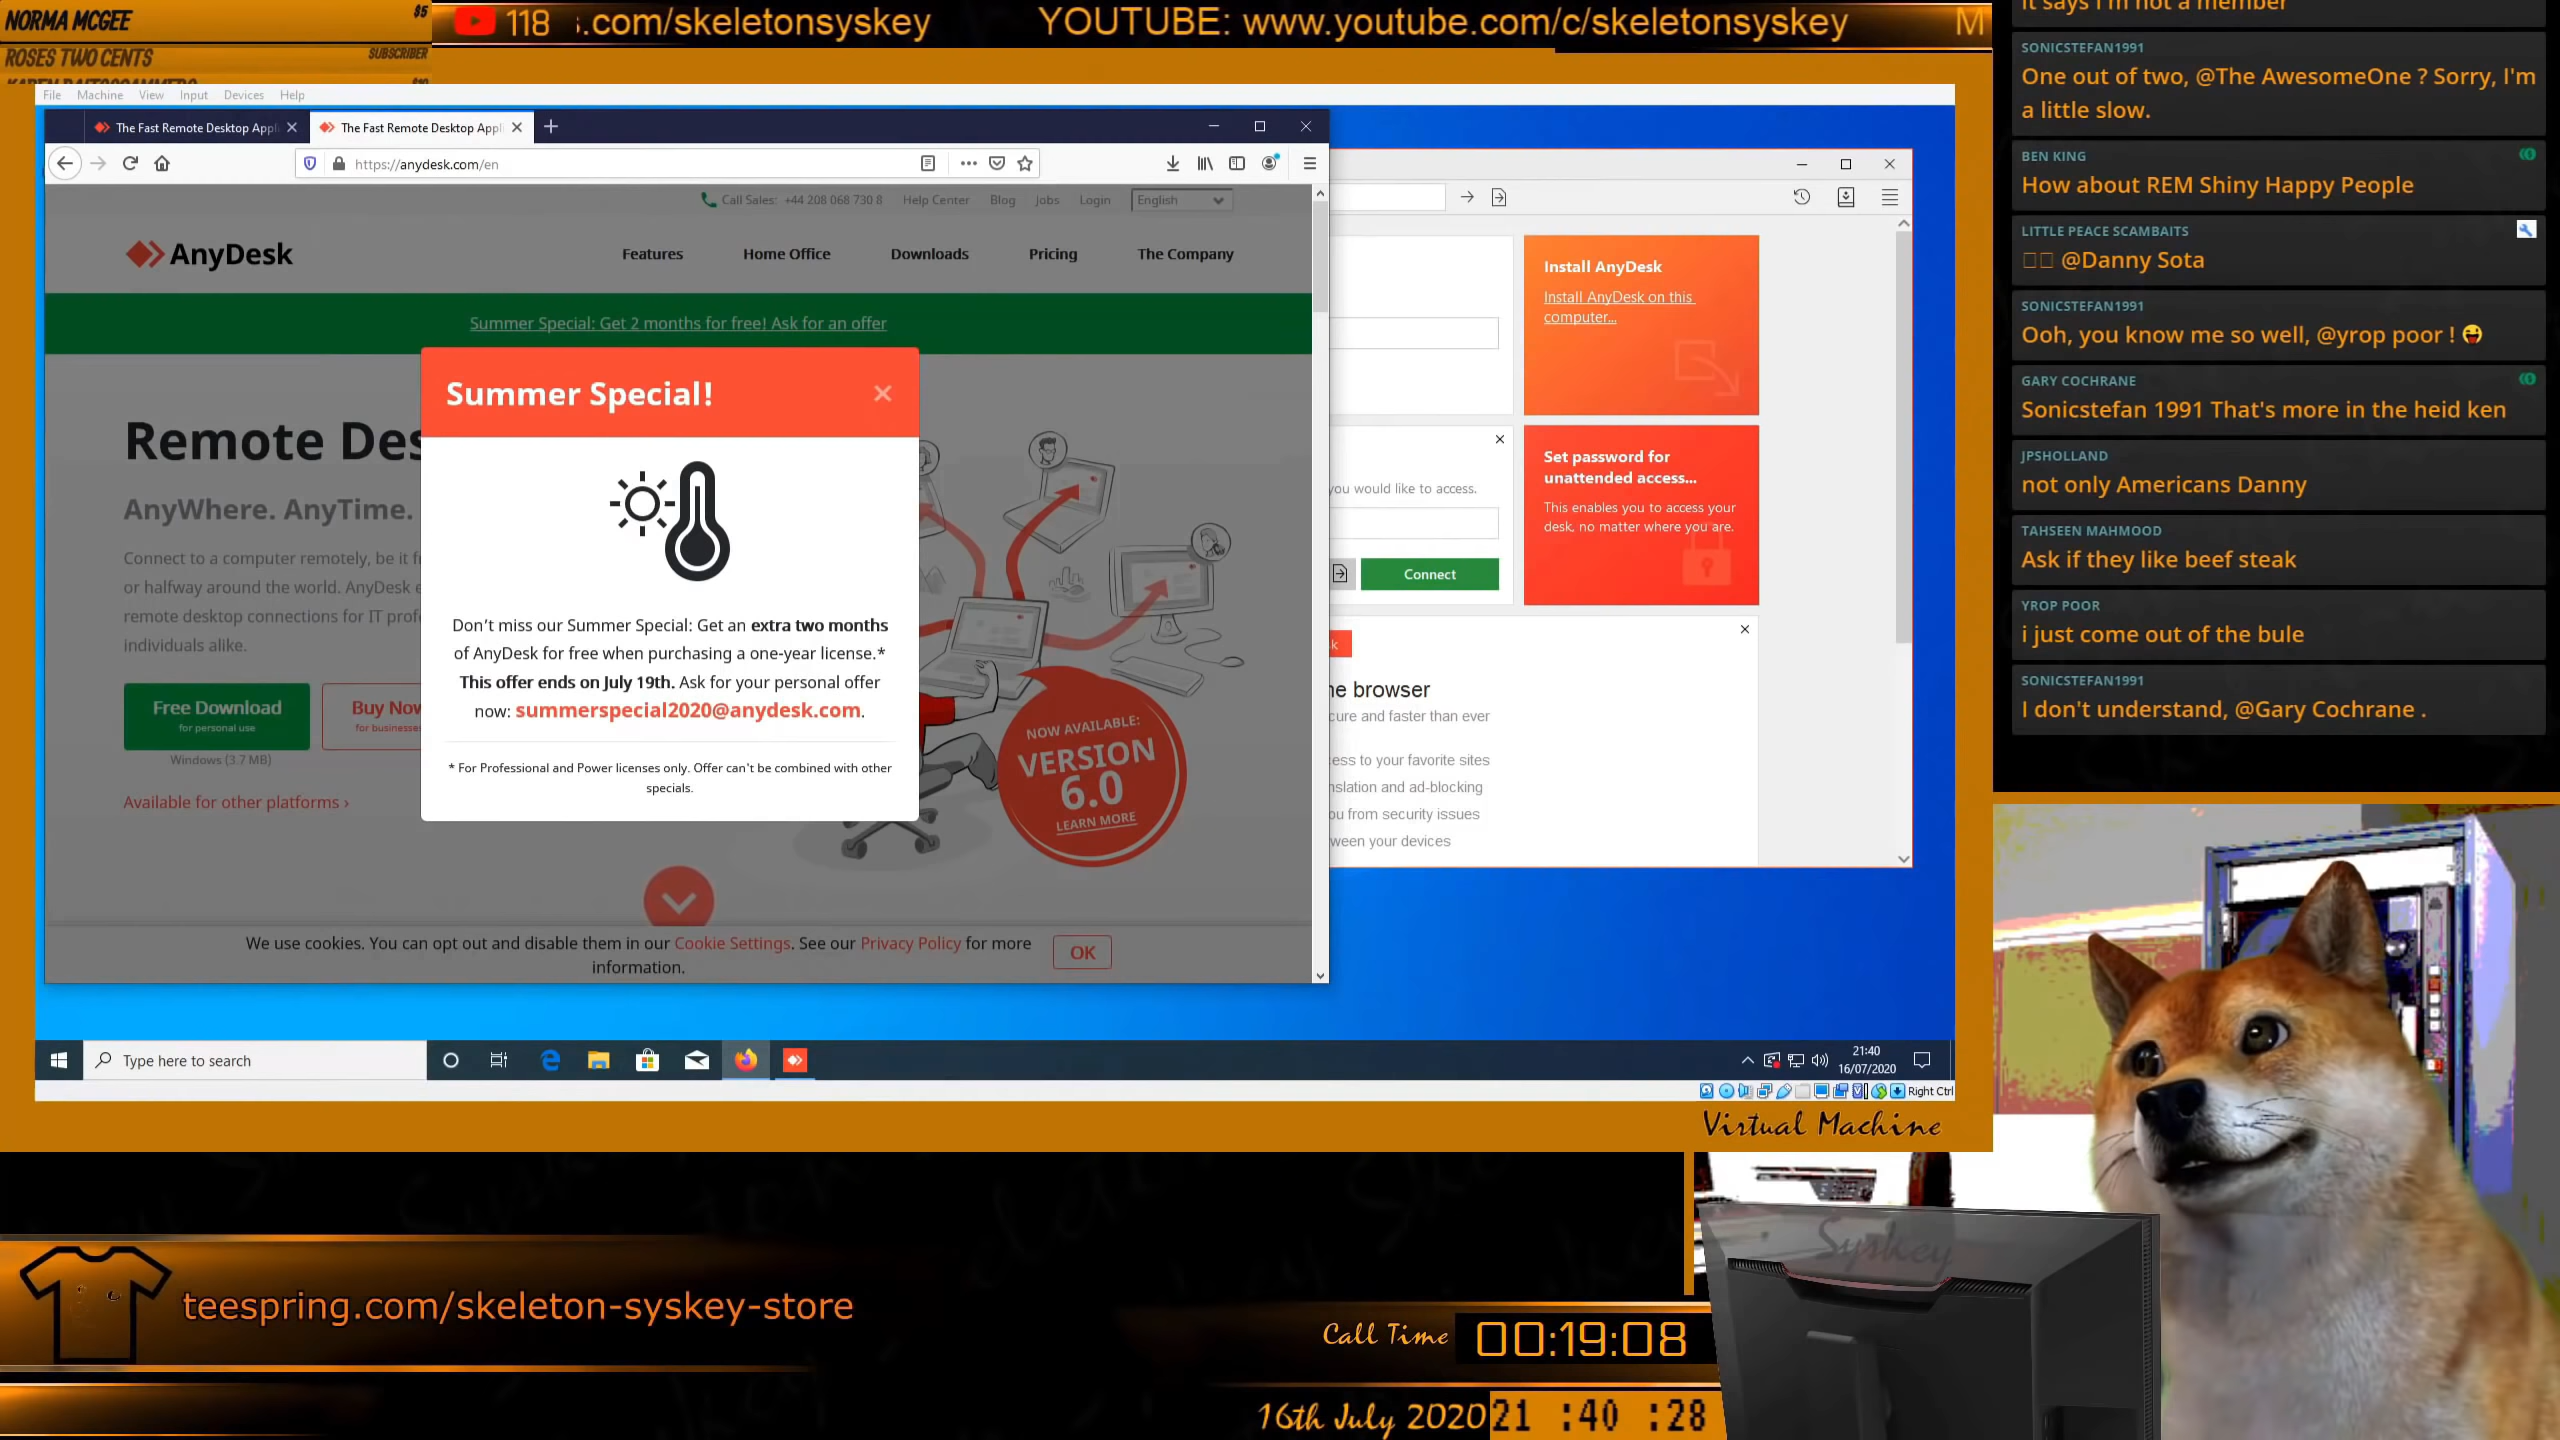 NORMA MCGEE $5
ROSES TWO CENTS SUBSCRIBER
118 .com/skeletonsyskey YOUTUBE: www.youtube.com/c/skeletonsyskey M
File Machine View Input Devices Help
The Fast Remote Desktop Appl The Fast Remote Desktop Appl
https://anydesk.com/en
Call Sales: +44 208 068 730 8 Help Center Blog Jobs Login English
AnyDesk Features Home Office Downloads Pricing The Company
Summer Special: Get 2 months for free! Ask for an offer
Remote Des
AnyWhere. AnyTime.
Connect to a computer remotely, be it f
or halfway around the world. AnyDesk e
remote desktop connections for IT prof
individuals alike.
Free Download
for personal use
Buy Now
for businesses
Windows (3.7 MB)
Available for other platforms ›
Summer Special!
Don't miss our Summer Special: Get an extra two months
of AnyDesk for free when purchasing a one-year license.*
This offer ends on July 19th. Ask for your personal offer
now: summerspecial2020@anydesk.com.
* For Professional and Power licenses only. Offer can't be combined with other
specials.
NOW AVAILABLE:
VERSION
6.0
LEARN MORE
We use cookies. You can opt out and disable them in our Cookie Settings. See our Privacy Policy for more
information.
OK
Install AnyDesk
Install AnyDesk on this
computer...
Set password for
unattended access...
This enables you to access your
desk, no matter where you are.
you would like to access.
Connect
k
he browser
cure and faster than ever
cess to your favorite sites
nslation and ad-blocking
ou from security issues
ween your devices
Type here to search
21:40
16/07/2020
Right Ctrl
Virtual Machine
It says I'm not a member
SONICSTEFAN1991
One out of two, @The AwesomeOne ? Sorry, I'm
a little slow.
BEN KING
How about REM Shiny Happy People
LITTLE PEACE SCAMBAITS
@Danny Sota
SONICSTEFAN1991
Ooh, you know me so well, @yrop poor ! 😜
GARY COCHRANE
Sonicstefan 1991 That's more in the heid ken
JPSHOLLAND
not only Americans Danny
TAHSEEN MAHMOOD
Ask if they like beef steak
YROP POOR
i just come out of the bule
SONICSTEFAN1991
I don't understand, @Gary Cochrane .
Syskey
teespring.com/skeleton-syskey-store
Call Time 00:19:08
16th July 2020 21 :40 :28